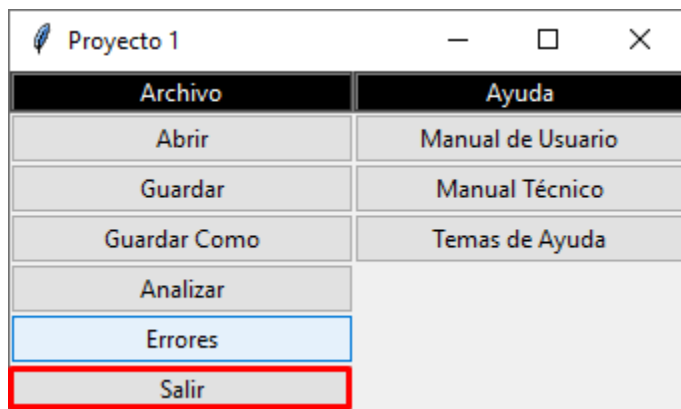 Proyecto 1
Archivo
Ayuda
Abrir
Manual de Usuario
Guardar
Manual Técnico
Guardar Como
Temas de Ayuda
Analizar
Errores
Salir